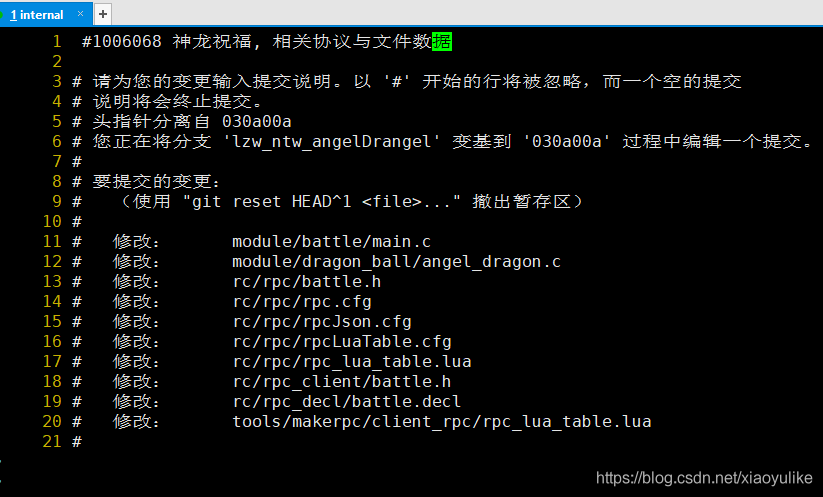 1 internal × +
1 #1006068 神龙祝福, 相关协议与文件数据
2
3 # 请为您的变更输入提交说明。以 '#' 开始的行将被忽略，而一个空的提交
4 # 说明将会终止提交。
5 # 头指针分离自 030a00a
6 # 您正在将分支 'lzw_ntw_angelDrangel' 变基到 '030a00a' 过程中编辑一个提交。
7 #
8 # 要提交的变更：
9 #   （使用 "git reset HEAD^1 <file>..." 撤出暂存区）
10 #
11 #   修改：      module/battle/main.c
12 #   修改：      module/dragon_ball/angel_dragon.c
13 #   修改：      rc/rpc/battle.h
14 #   修改：      rc/rpc/rpc.cfg
15 #   修改：      rc/rpc/rpcJson.cfg
16 #   修改：      rc/rpc/rpcLuaTable.cfg
17 #   修改：      rc/rpc/rpc_lua_table.lua
18 #   修改：      rc/rpc_client/battle.h
19 #   修改：      rc/rpc_decl/battle.decl
20 #   修改：      tools/makerpc/client_rpc/rpc_lua_table.lua
21 #
https://blog.csdn.net/xiaoyulike